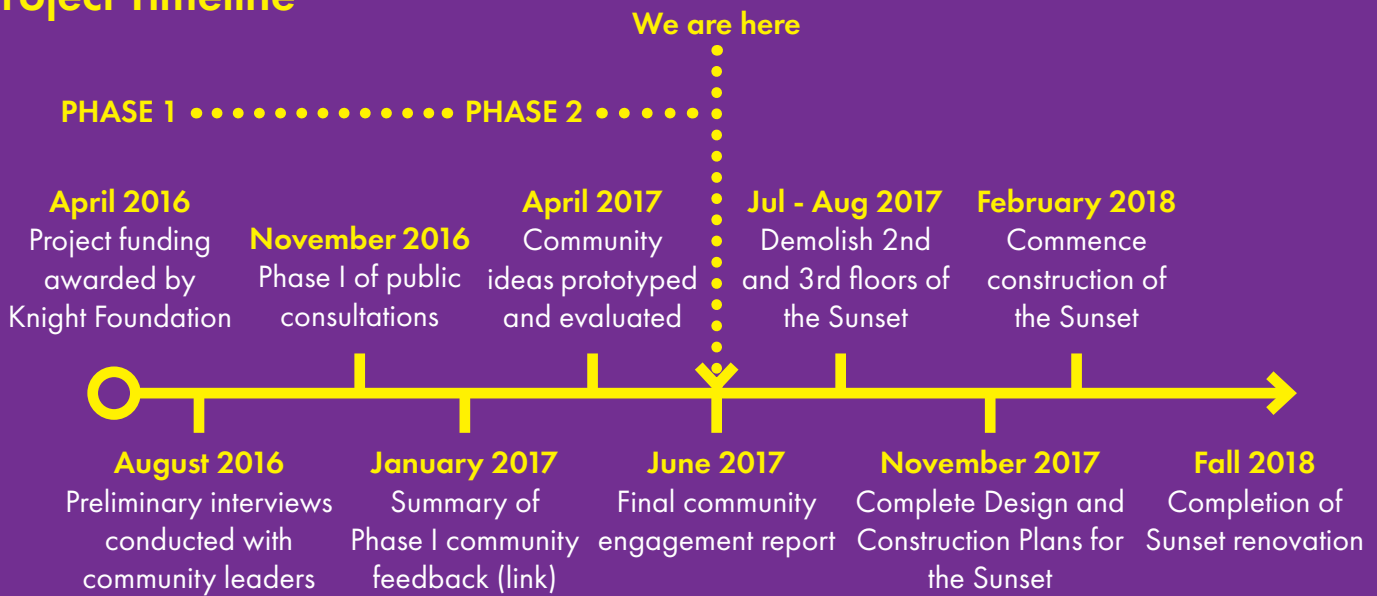 Project Timeline
We are here
PHASE 1 PHASE 2
April 2016
Project funding
awarded by
Knight Foundation
November 2016
Phase I of public
consultations
April 2017
Community
ideas prototyped
and evaluated
Jul - Aug 2017
Demolish 2nd
and 3rd floors of
the Sunset
February 2018
Commence
construction of
the Sunset
August 2016
Preliminary interviews
conducted with
community leaders
January 2017
Summary of
Phase I community
feedback (link)
June 2017
Final community
engagement report
November 2017
Complete Design and
Construction Plans for
the Sunset
Fall 2018
Completion of
Sunset renovation